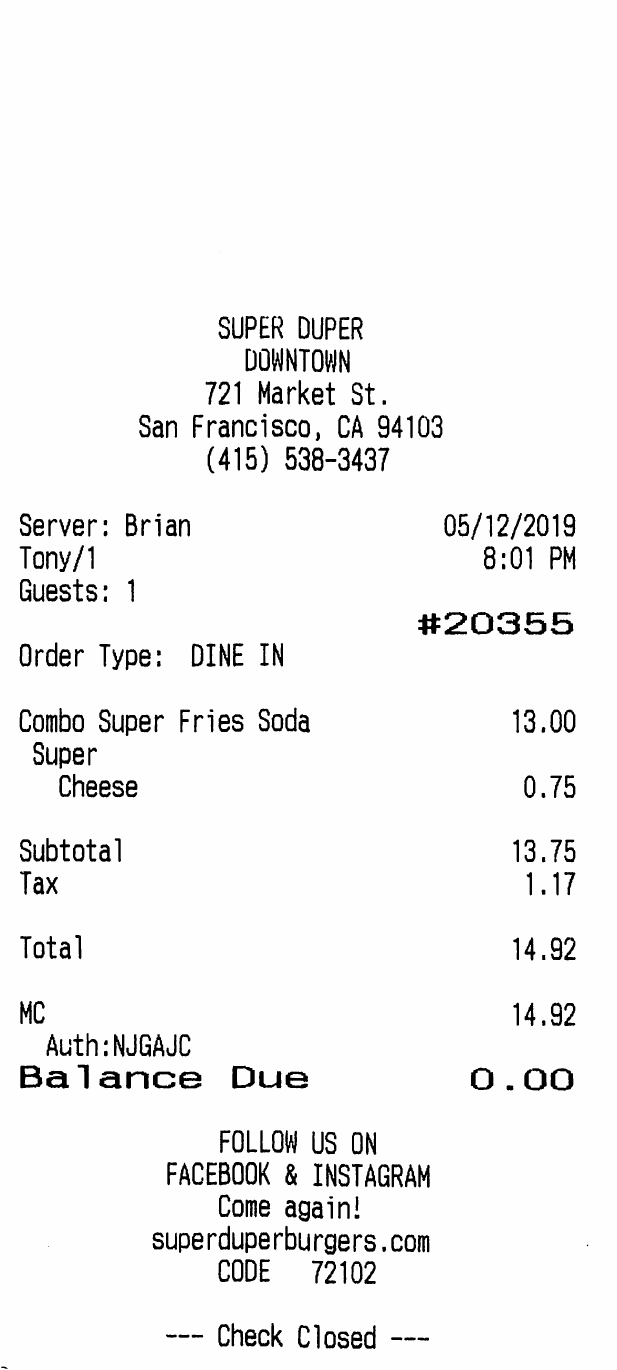 SUPER DUPER
DOWNTOWN
721 Market St.
San Francisco, CA 94103
(415) 538-3437
Server: Brian 05/12/2019
Tony/1 8:01 PM
Guests: 1
#20355
Order Type: DINE IN
Combo Super Fries Soda 13.00
Super
Cheese 0.75
Subtotal 13.75
Tax 1.17
Total 14.92
MC 14.92
Auth:NJGAJC
Balance Due 0.00
FOLLOW US ON
FACEBOOK & INSTAGRAM
Come again!
superduperburgers.com
CODE 72102
--- Check Closed ---